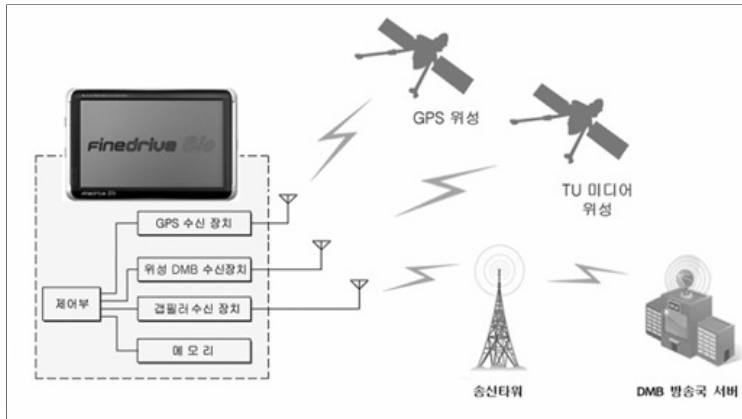 GPS 위성
FineDrive Bio
TU 미디어
위성
GPS 수신 장치
위성 DMB 수신장치
제어부
갭필러 수신 장치
메모리
송신타워
DMB 방송국 서버